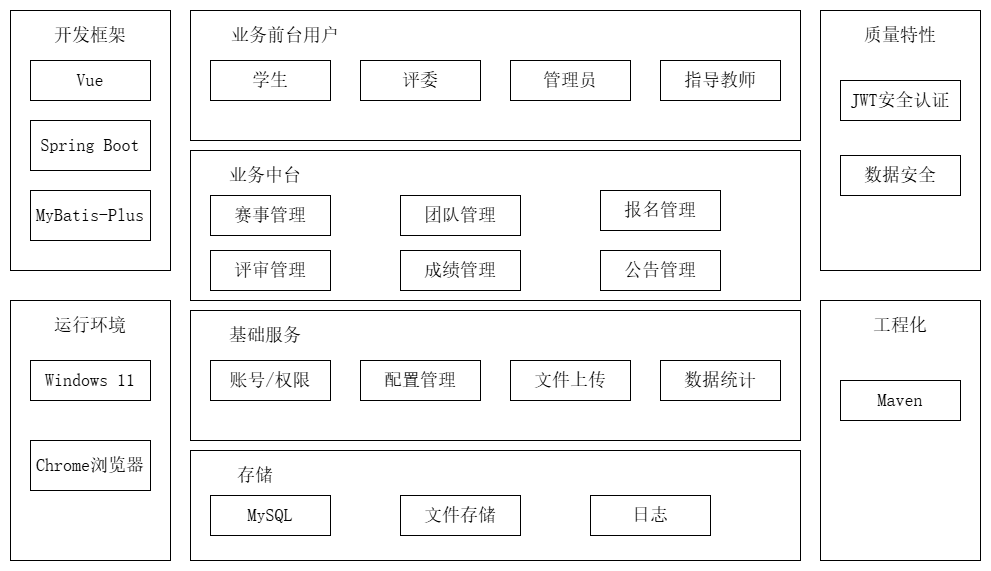 开发框架
Vue
Spring Boot
MyBatis-Plus
运行环境
Windows 11
Chrome浏览器
业务前台用户
学生
评委
管理员
指导教师
业务中台
赛事管理
团队管理
报名管理
评审管理
成绩管理
公告管理
基础服务
账号/权限
配置管理
文件上传
数据统计
存储
MySQL
文件存储
日志
质量特性
JWT安全认证
数据安全
工程化
Maven